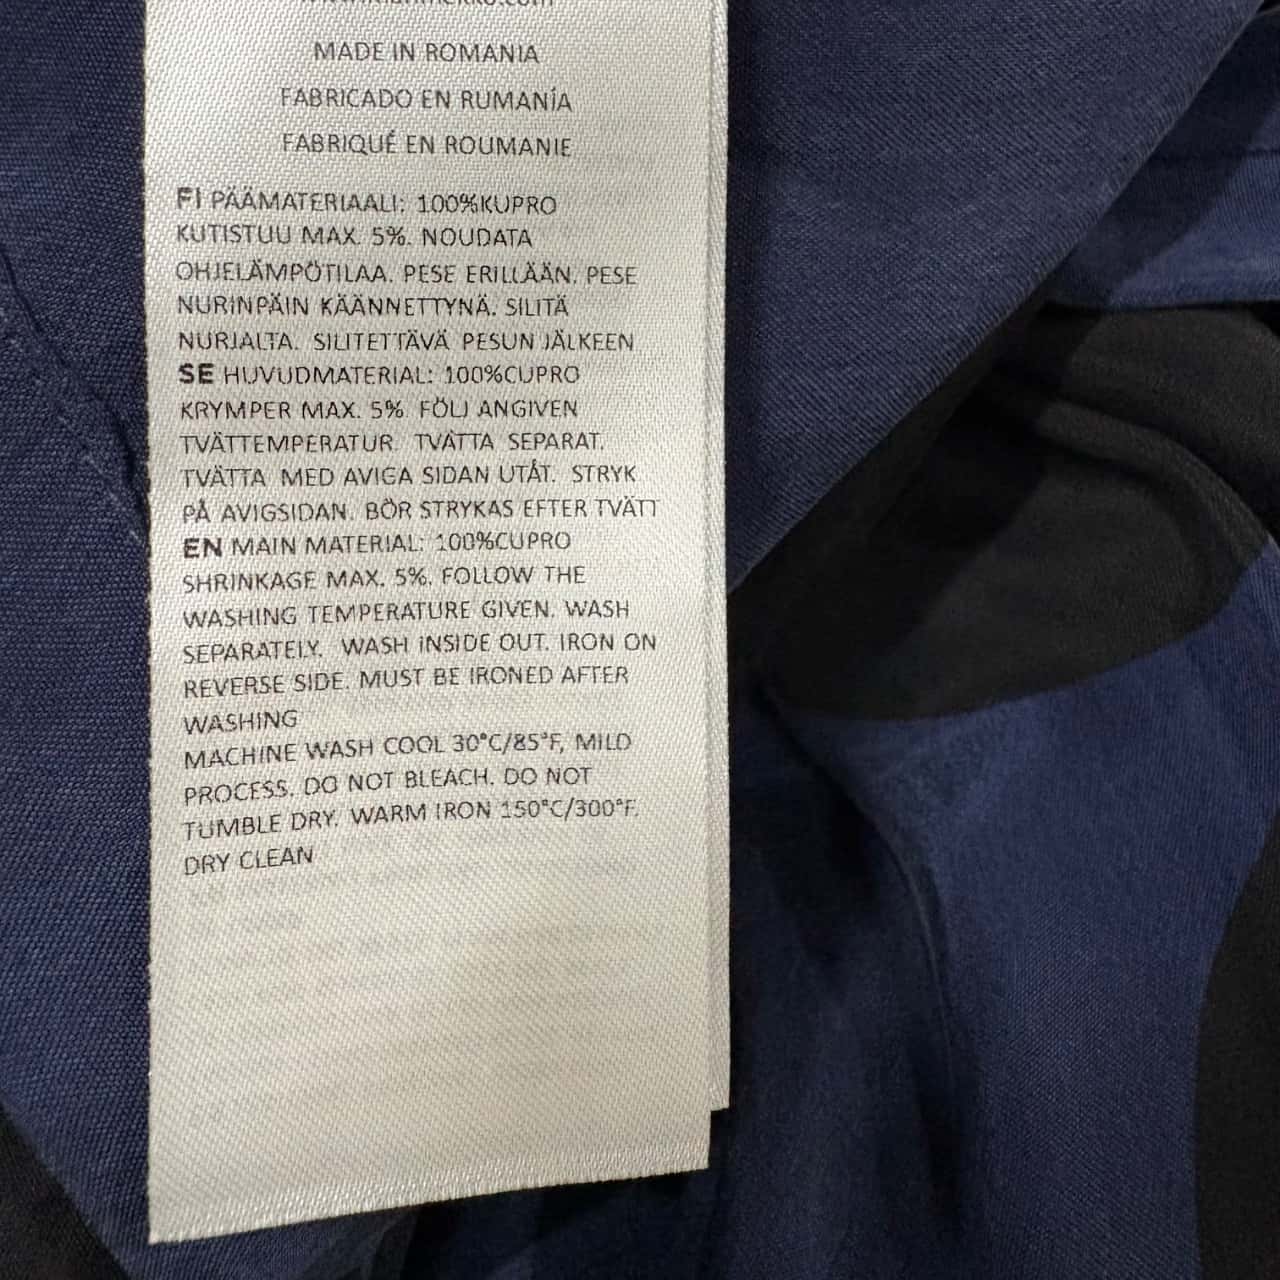 MADE IN ROMANIA
FABRICADO EN RUMANÍA
FABRIQUÉ EN ROUMANIE
FI PÄÄMATERIAALI: 100%KUPRO
KUTISTUU MAX. 5%. NOUDATA
OHJELÄMPÖTILAA. PESE ERILLÄÄN. PESE
NURINPÄIN KÄÄNNETTYNÄ. SILITÄ
NURJALTA. SILITETTÄVÄ PESUN JÄLKEEN
SE HUVUDMATERIAL: 100%CUPRO
KRYMPER MAX. 5%. FÖLJ ANGIVEN
TVÄTTEMPERATUR. TVÄTTA SEPARAT.
TVÄTTA MED AVIGA SIDAN UTÅT. STRYK
PÅ AVIGSIDAN. BÖR STRYKAS EFTER TVÄTT
EN MAIN MATERIAL: 100%CUPRO
SHRINKAGE MAX. 5%. FOLLOW THE
WASHING TEMPERATURE GIVEN. WASH
SEPARATELY. WASH INSIDE OUT. IRON ON
REVERSE SIDE. MUST BE IRONED AFTER
WASHING
MACHINE WASH COOL 30°C/85°F, MILD
PROCESS. DO NOT BLEACH. DO NOT
TUMBLE DRY. WARM IRON 150°C/300°F.
DRY CLEAN